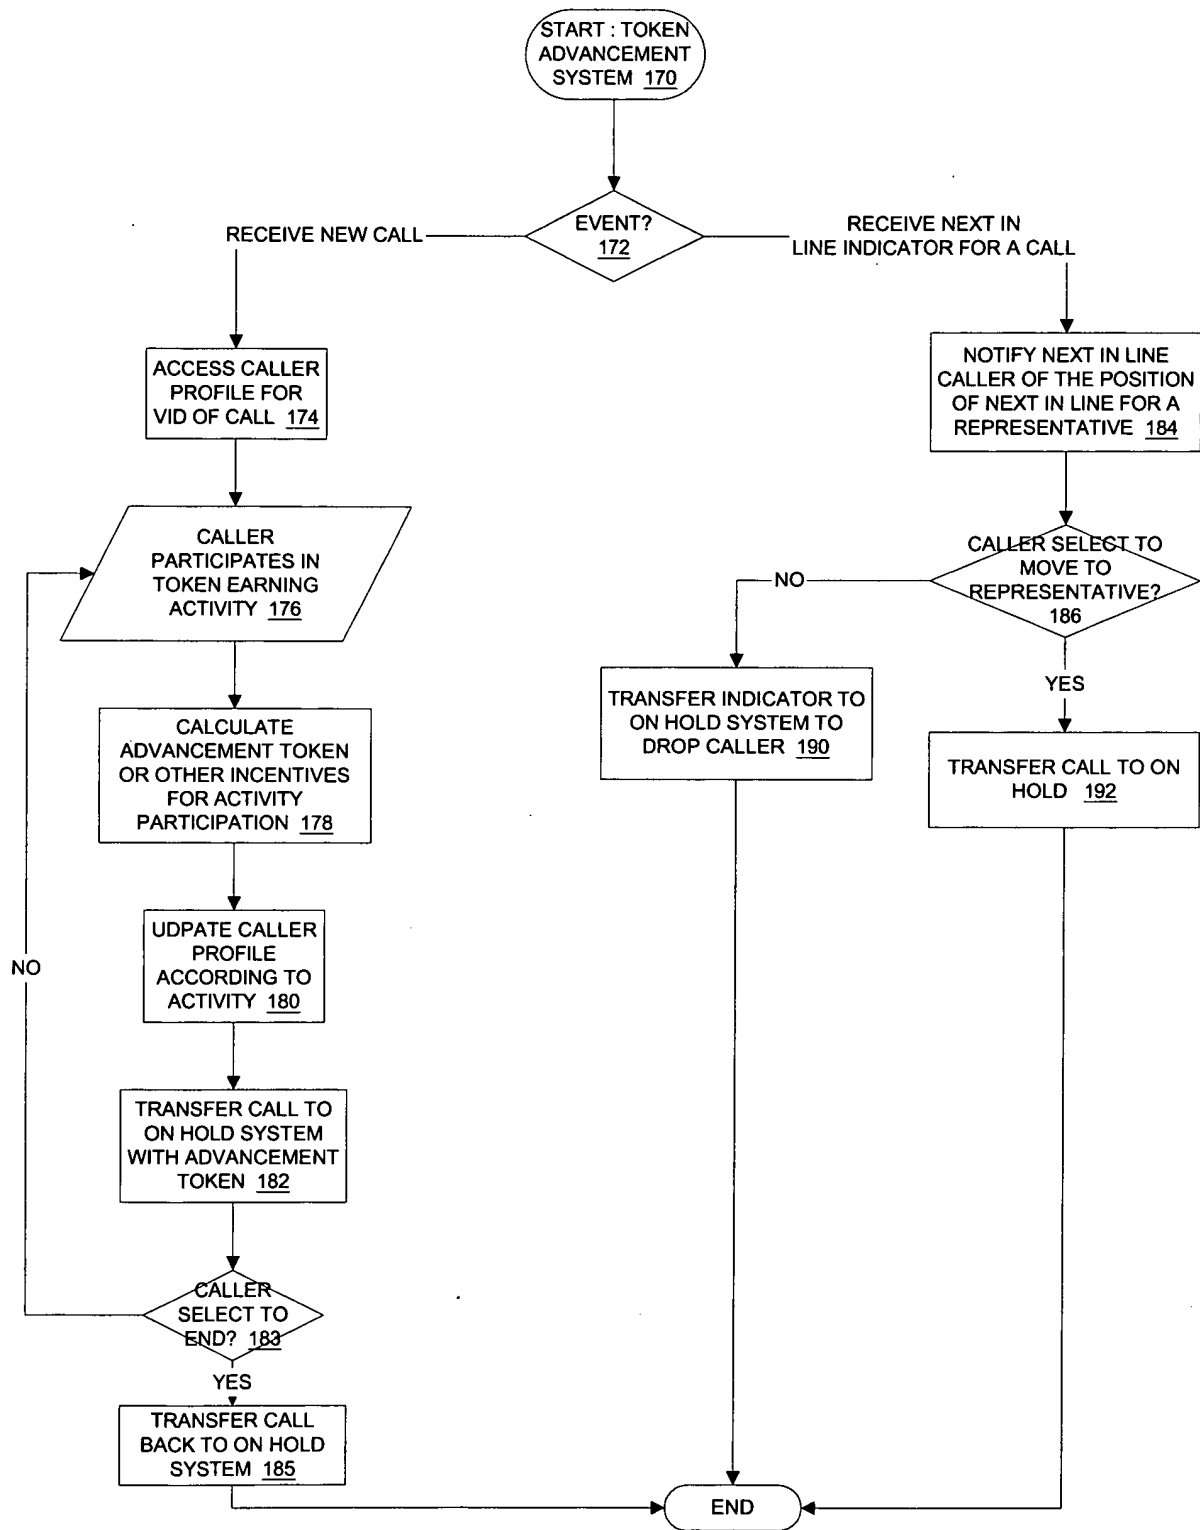 START : TOKEN
ADVANCEMENT
SYSTEM 170
EVENT?
172
RECEIVE NEW CALL
RECEIVE NEXT IN
LINE INDICATOR FOR A CALL
ACCESS CALLER
PROFILE FOR
VID OF CALL 174
CALLER
PARTICIPATES IN
TOKEN EARNING
ACTIVITY 176
CALCULATE
ADVANCEMENT TOKEN
OR OTHER INCENTIVES
FOR ACTIVITY
PARTICIPATION 178
UDPATE CALLER
PROFILE
ACCORDING TO
ACTIVITY 180
NO
TRANSFER CALL TO
ON HOLD SYSTEM
WITH ADVANCEMENT
TOKEN 182
CALLER
SELECT TO
END? 183
YES
TRANSFER CALL
BACK TO ON HOLD
SYSTEM 185
NOTIFY NEXT IN LINE
CALLER OF THE POSITION
OF NEXT IN LINE FOR A
REPRESENTATIVE 184
CALLER SELECT TO
MOVE TO
REPRESENTATIVE?
186
NO
TRANSFER INDICATOR TO
ON HOLD SYSTEM TO
DROP CALLER 190
YES
TRANSFER CALL TO ON
HOLD 192
END